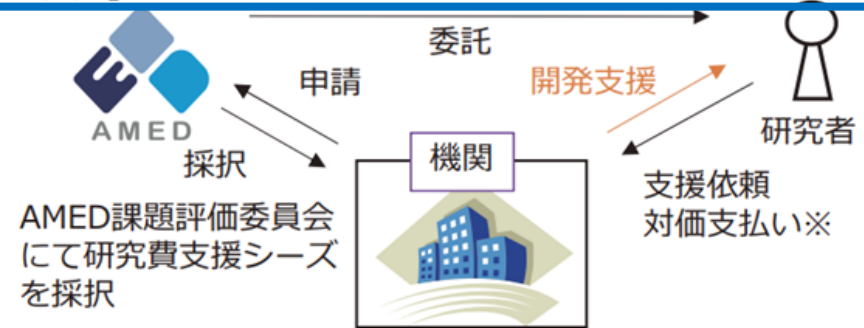 委託
申請
開発支援
AMED
採択
機関
研究者
支援依頼
対価支払い※
AMED課題評価委員会
にて研究費支援シーズ
を採択